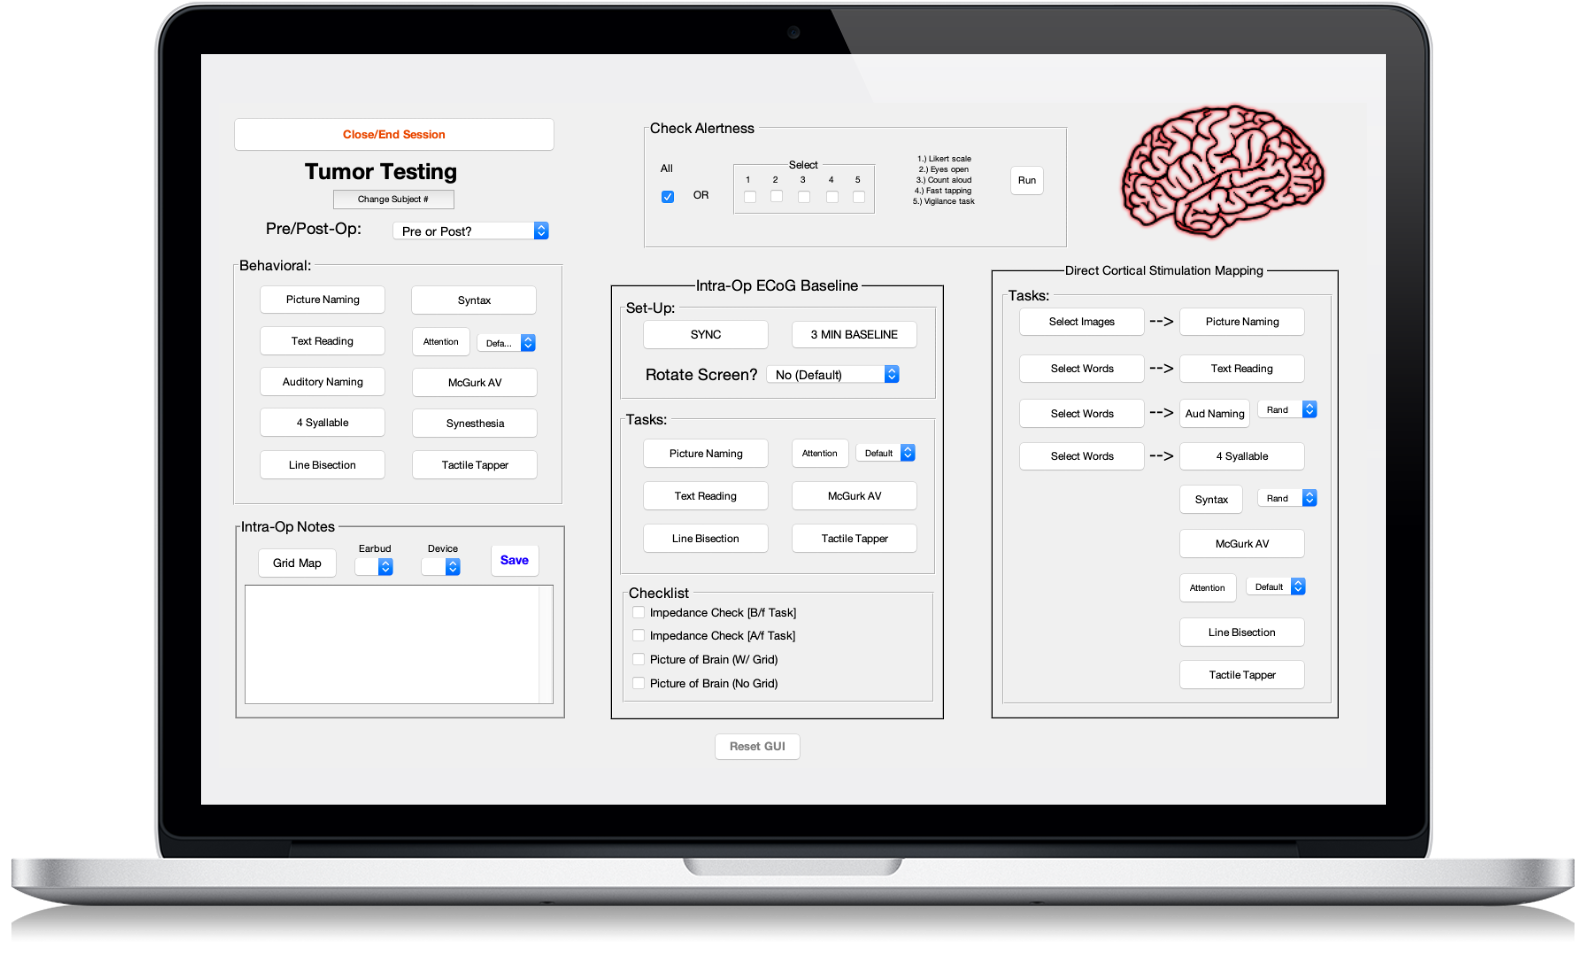 Close/End Session
Tumor Testing
Change Subject #
Pre/Post-Op: Pre or Post?
Behavioral:
Picture Naming Syntax
Text Reading Attention Defa...
Auditory Naming McGurk AV
4 Syallable Synesthesia
Line Bisection Tactile Tapper
Intra-Op Notes
Earbud Device
Grid Map Save
Check Alertness
All Select
1 2 3 4 5
OR
1.) Likert scale
2.) Eyes open
3.) Count aloud
4.) Fast tapping
5.) Vigilance task
Run
Intra-Op ECoG Baseline
Set-Up:
SYNC 3 MIN BASELINE
Rotate Screen? No (Default)
Tasks:
Picture Naming Attention Default
Text Reading McGurk AV
Line Bisection Tactile Tapper
Checklist
Impedance Check [B/f Task]
Impedance Check [A/f Task]
Picture of Brain (W/ Grid)
Picture of Brain (No Grid)
Reset GUI
Direct Cortical Stimulation Mapping
Tasks:
Select Images --> Picture Naming
Select Words --> Text Reading
Select Words --> Aud Naming Rand
Select Words --> 4 Syallable
Syntax Rand
McGurk AV
Attention Default
Line Bisection
Tactile Tapper